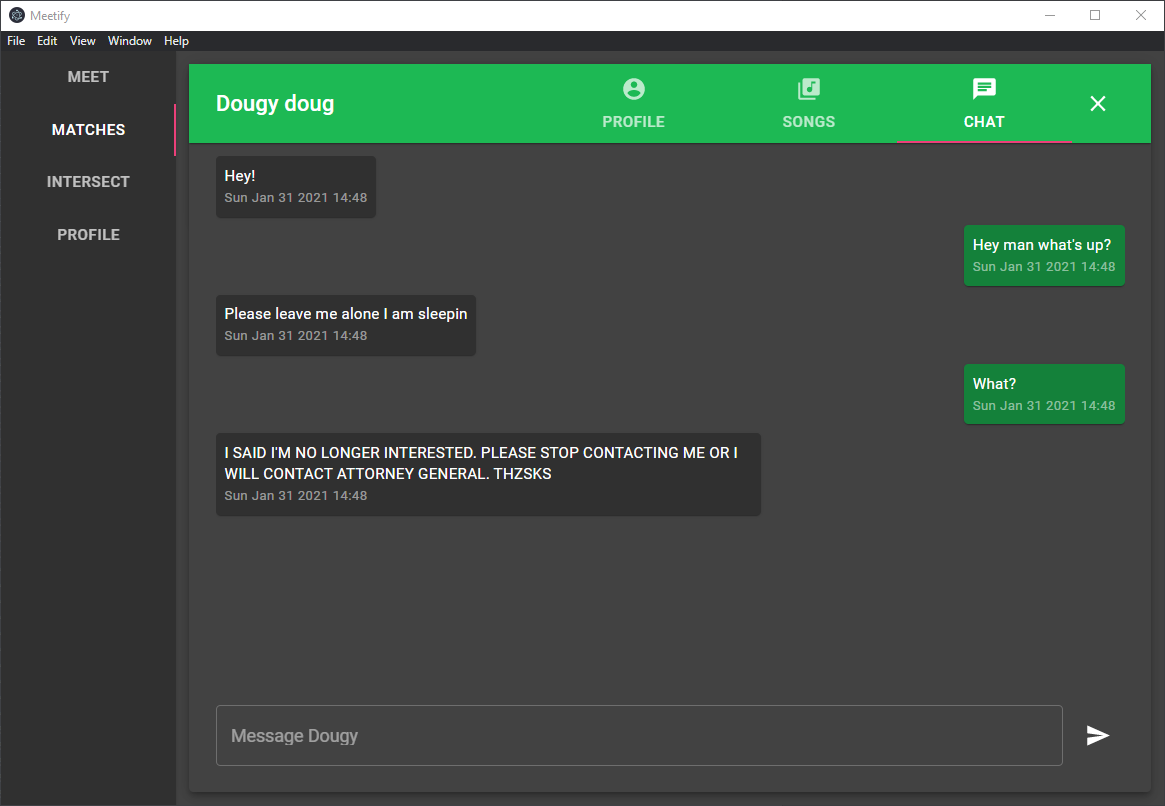 Meetify
File Edit View Window Help
MEET
MATCHES
INTERSECT
PROFILE
Dougy doug
PROFILE
SONGS
CHAT
Hey!
Sun Jan 31 2021 14:48
Hey man what's up?
Sun Jan 31 2021 14:48
Please leave me alone I am sleepin
Sun Jan 31 2021 14:48
What?
Sun Jan 31 2021 14:48
I SAID I'M NO LONGER INTERESTED. PLEASE STOP CONTACTING ME OR I
WILL CONTACT ATTORNEY GENERAL. THZSKS
Sun Jan 31 2021 14:48
Message Dougy